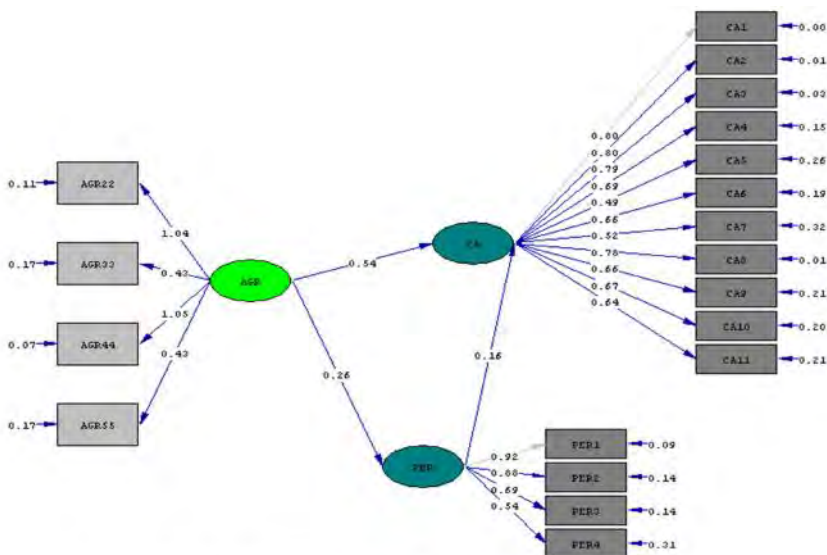 CA1
0.00
CA2
0.01
CA3
0.02
CA4
0.15
CA5
0.26
CA6
0.19
CA7
0.32
CA8
0.01
CA9
0.21
CA10
0.20
CA11
0.21
0.80
0.80
0.79
0.69
0.49
0.66
0.52
0.78
0.66
0.67
0.64
0.11
AGR22
0.17
AGR33
0.07
AGR44
0.17
AGR55
1.04
0.43
1.05
0.43
AGR
0.54
CA
0.26
0.16
PER
0.92
0.88
0.69
0.54
PER1
0.09
PER2
0.14
PER3
0.14
PER4
0.31